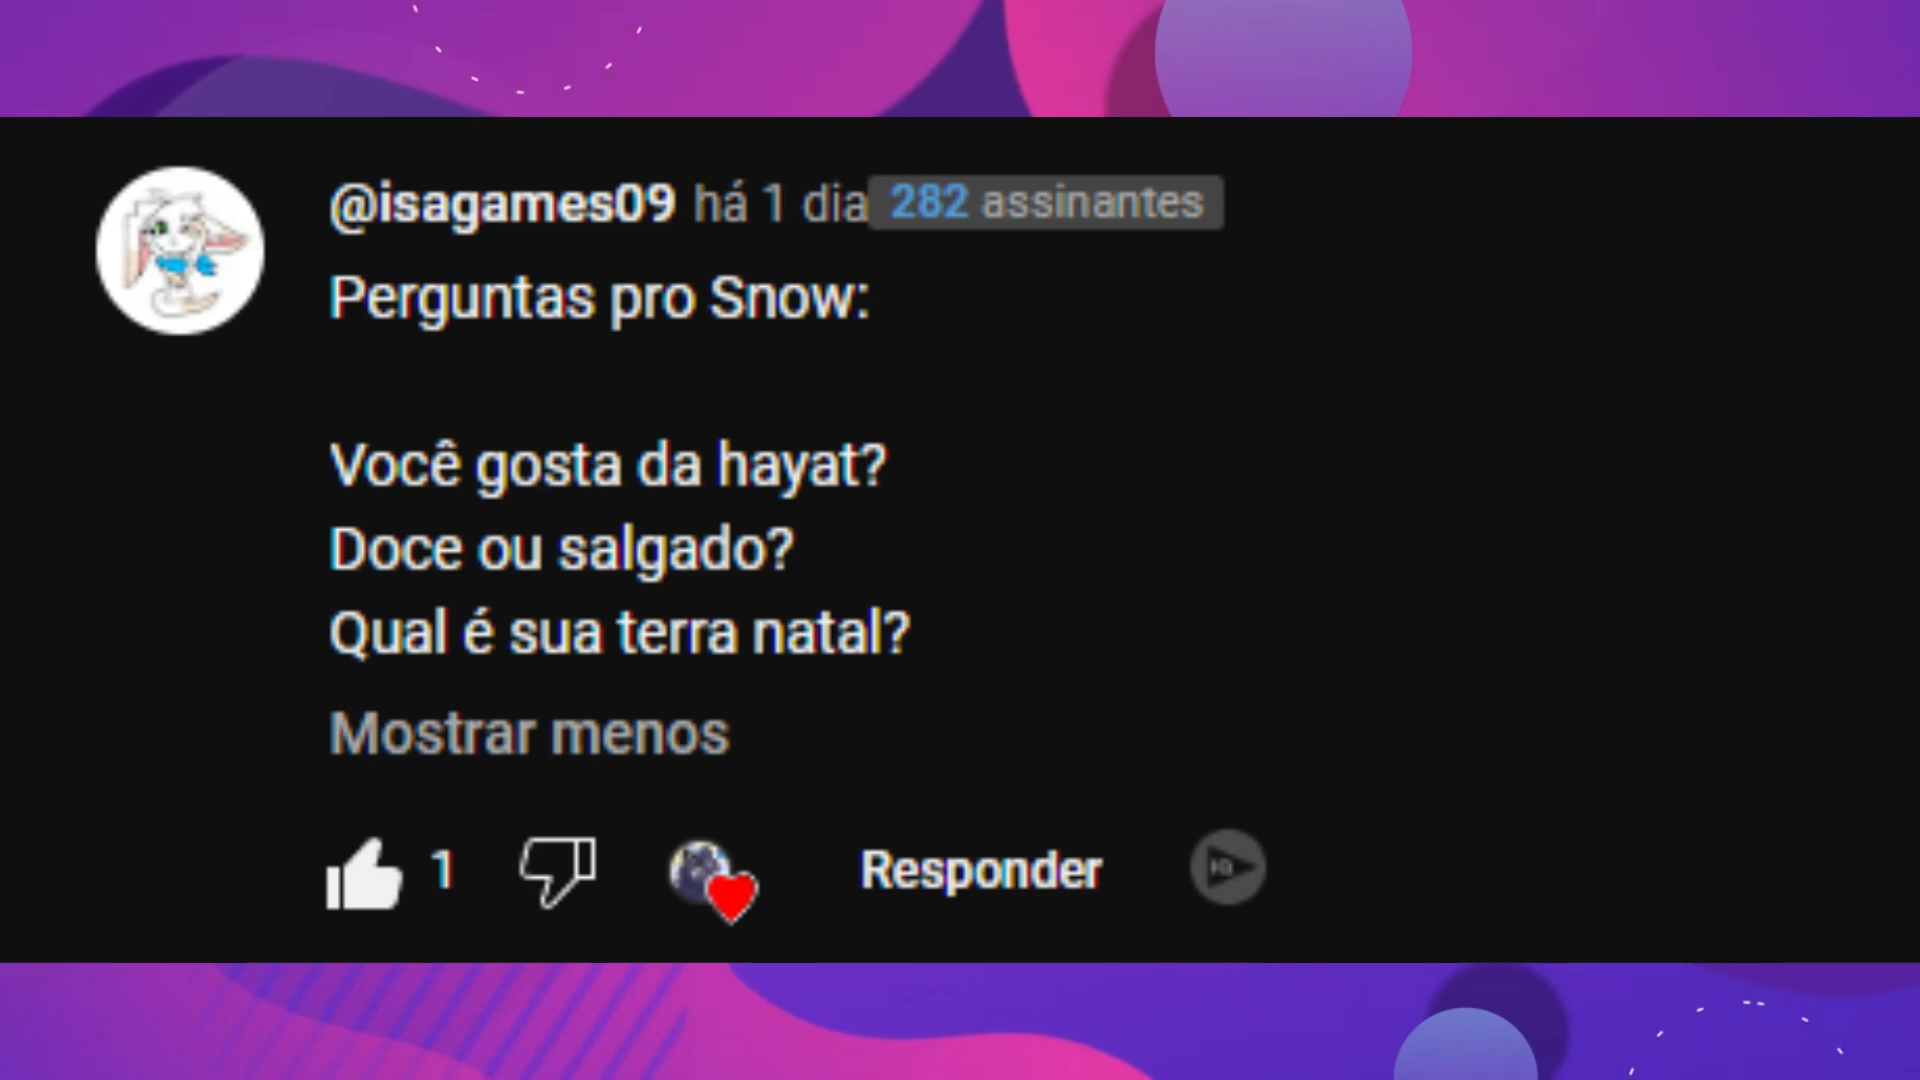 @isagames09 há 1 dia 282 assinantes
Perguntas pro Snow:
Você gosta da hayat?
Doce ou salgado?
Qual é sua terra natal?
Mostrar menos
1 Responder